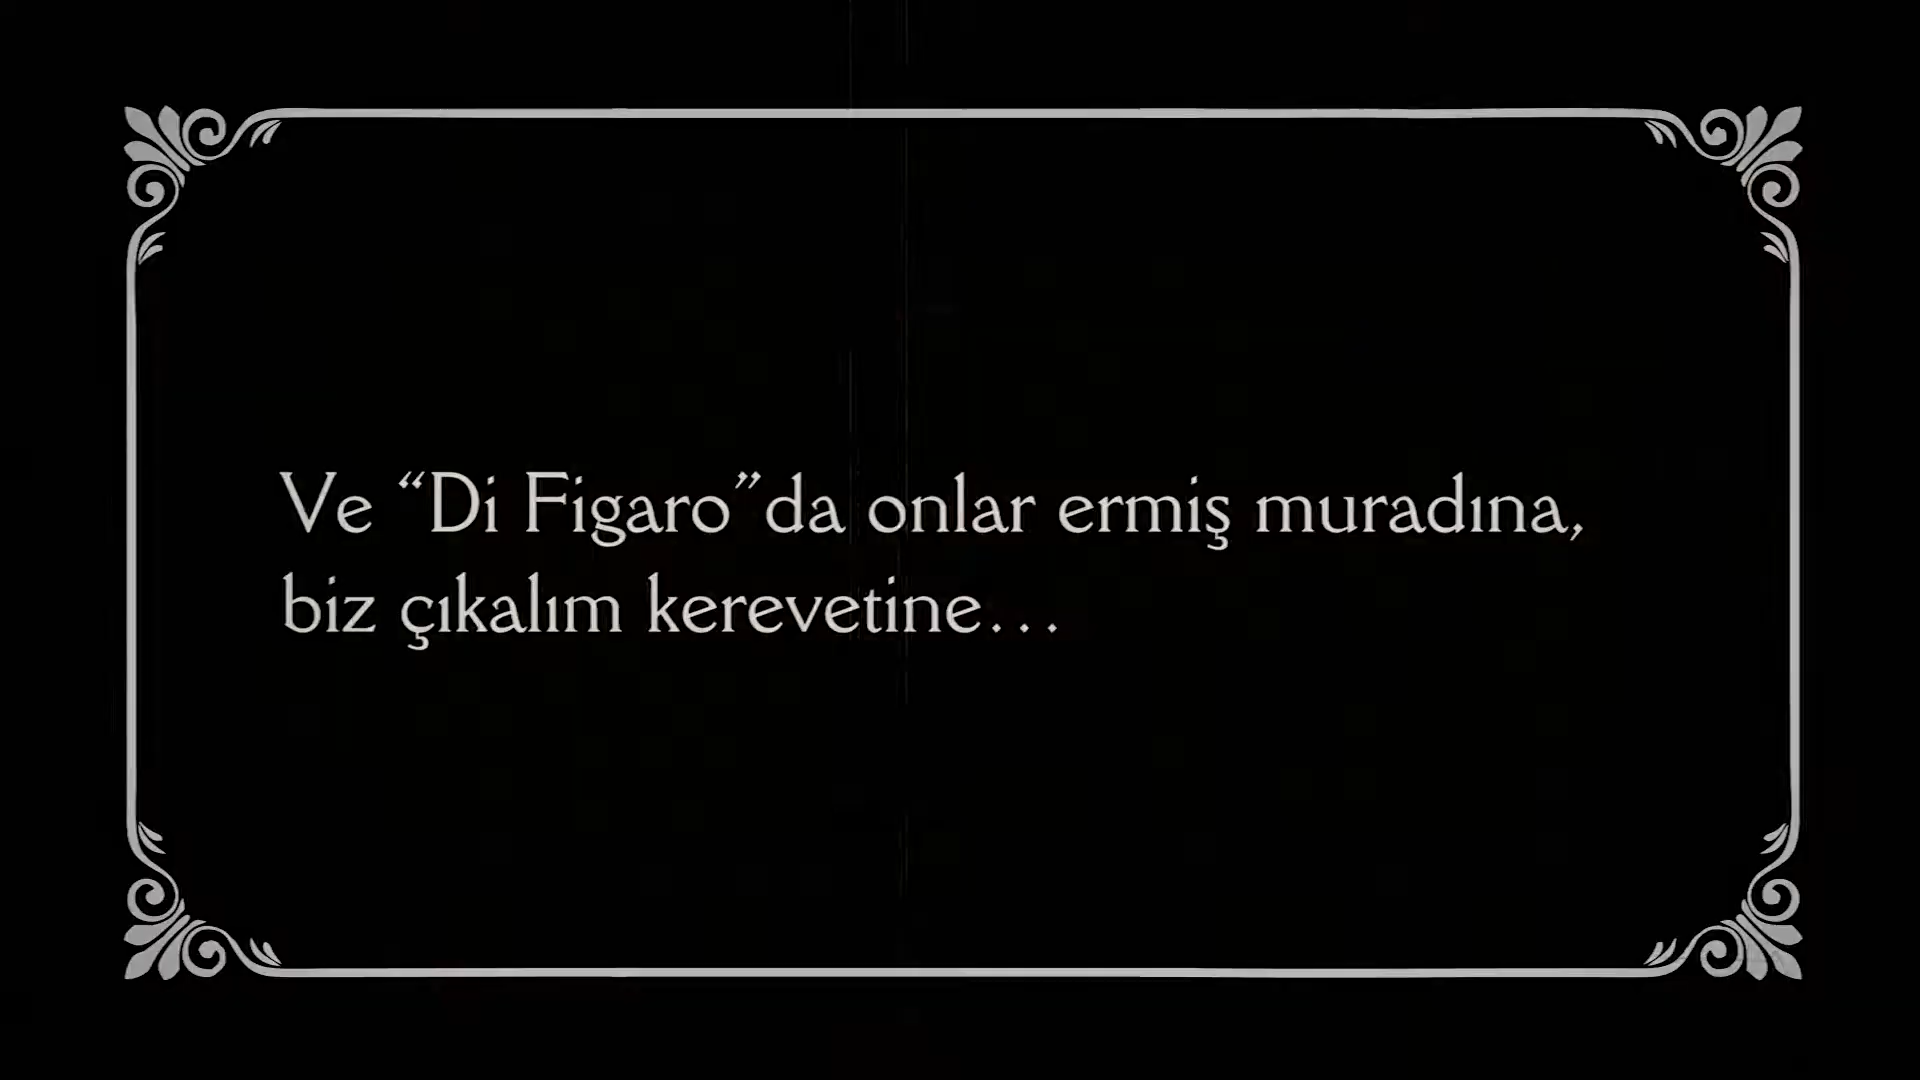 Ve “Di Figaro”da onlar ermiş muradına,
biz çıkalım kerevetine...